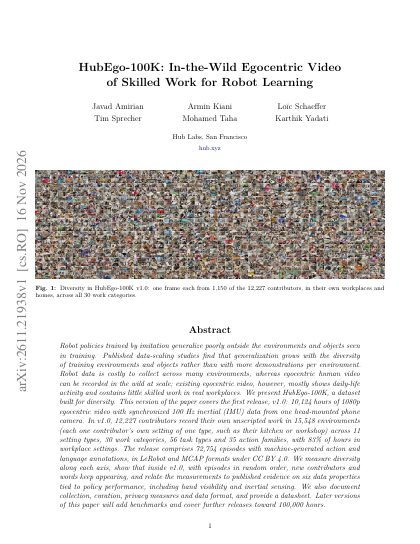 HubEgo-100K: In-the-Wild Egocentric Video
of Skilled Work for Robot Learning
Javad Amirian Armin Kiani Loïc Schaeffer
Tim Sprecher Mohamed Taha Karthik Yadati
Hub Labs, San Francisco
hub.xyz
arXiv:2611.21938v1 [cs.RO] 16 Nov 2026
Fig. 1: Diversity in HubEgo-100K v1.0: one frame each from 1,150 of the 12,227 contributors, in their own workplaces and
homes, across all 30 work categories.
Abstract
Robot policies trained by imitation generalize poorly outside the environments and objects seen
in training. Published data-scaling studies find that generalization grows with the diversity
of training environments and objects rather than with more demonstrations per environment.
Robot data is costly to collect across many environments, whereas egocentric human video
can be recorded in the wild at scale; existing egocentric video, however, mostly shows daily-life
activity and contains little skilled work in real workplaces. We present HubEgo-100K, a dataset
built for diversity. This version of the paper covers the first release, v1.0: 10,124 hours of 1080p
egocentric video with synchronized 100 Hz inertial (IMU) data from one head-mounted phone
camera. In v1.0, 12,227 contributors record their own unscripted work in 15,548 environments
(each one contributor's own setting of one type, such as their kitchen or workshop) across 11
setting types, 30 work categories, 56 task types and 35 action families, with 83% of hours in
workplace settings. The release comprises 72,754 episodes with machine-generated action and
language annotations, in LeRobot and MCAP formats under CC BY 4.0. We measure diversity
along each axis, show that inside v1.0, with episodes in random order, new contributors and
words keep appearing, and relate the measurements to published evidence on six data properties
tied to policy performance, including hand visibility and inertial sensing. We also document
collection, curation, privacy measures and data format, and provide a datasheet. Later versions
of this paper will add benchmarks and cover further releases toward 100,000 hours.
1